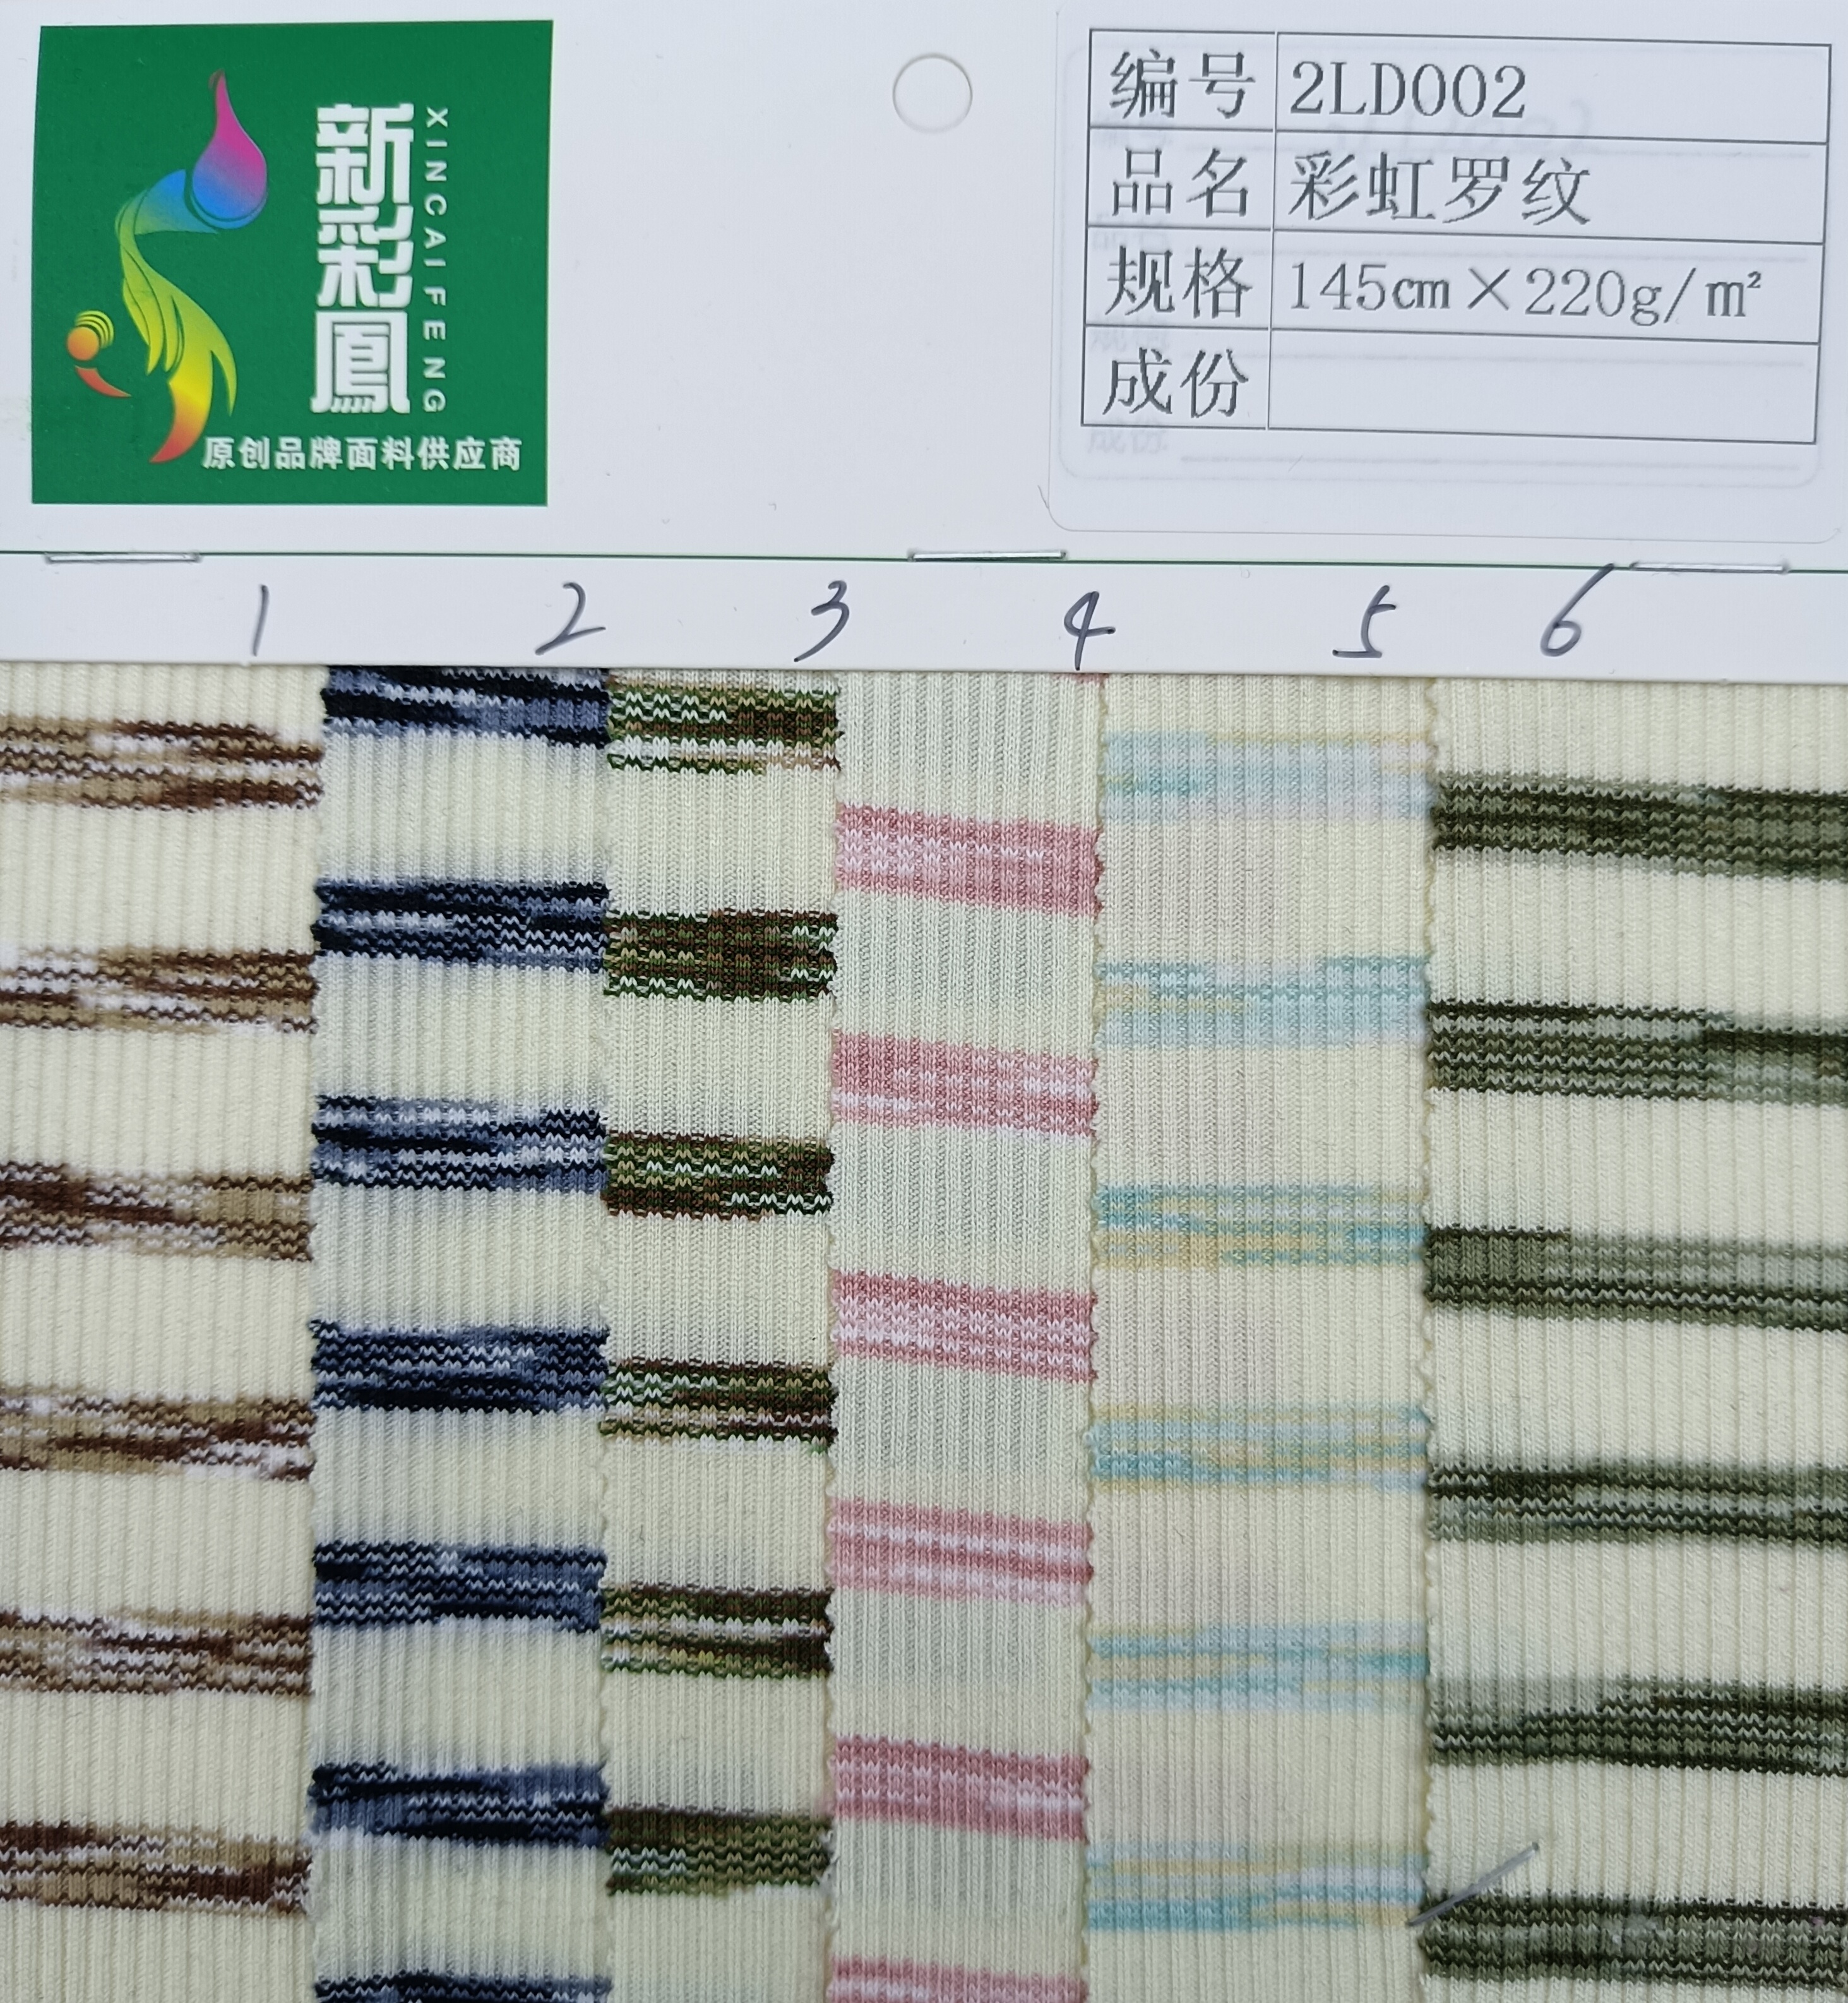 新彩鳳
XINCAIFENG
原创品牌面料供应商
编号 2LD002
品名 彩虹罗纹
规格 145cm×220g/m²
成份
1 2 3 4 5 6